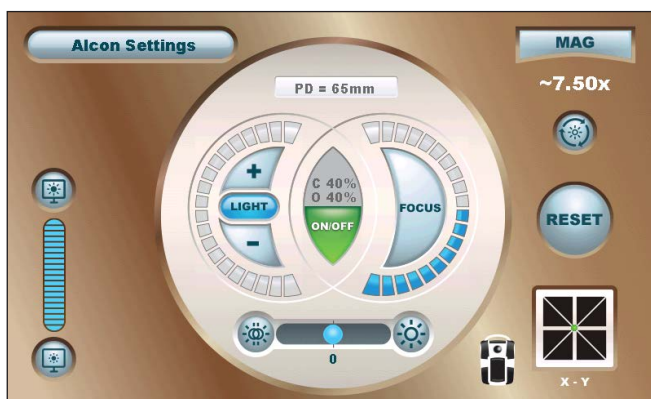 Alcon Settings
MAG
~7.50x
PD = 65mm
+
LIGHT
-
C 40%
O 40%
ON/OFF
FOCUS
RESET
0
X - Y